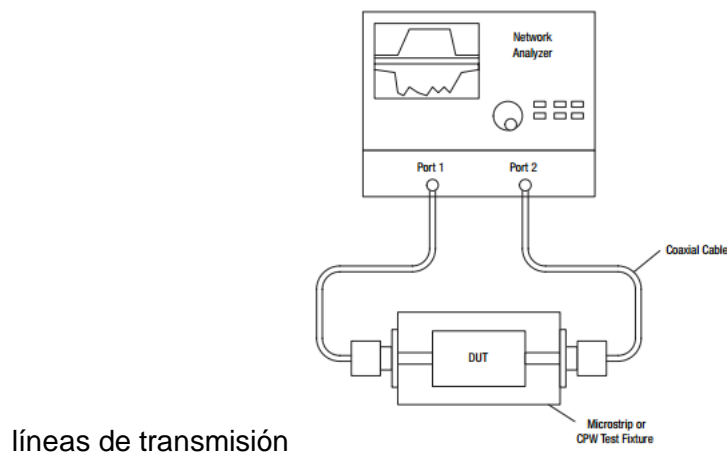 Network
Analyzer
Port 1
Port 2
Coaxial Cable
DUT
Microstrip or
CPW Test Fixture
líneas de transmisión